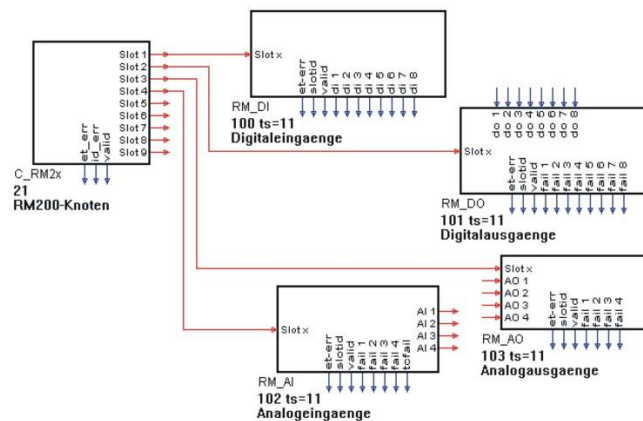 Slot 1
Slot 2
Slot 3
Slot 4
Slot 5
Slot 6
Slot 7
Slot 8
Slot 9
et_err
id_err
valid
C_RM2x
21
RM200-Knoten
Slot x
et-err
slotid
valid
di 1
di 2
di 3
di 4
di 5
di 6
di 7
di 8
RM_DI
100 ts=11
Digitaleingaenge
do 1
do 2
do 3
do 4
do 5
do 6
do 7
do 8
Slot x
et-err
slotid
valid
fail 1
fail 2
fail 3
fail 4
fail 5
fail 6
fail 7
fail 8
RM_DO
101 ts=11
Digitalausgaenge
Slot x
AO 1
AO 2
AO 3
AO 4
et-err
slotid
valid
fail 1
fail 2
fail 3
fail 4
RM_AO
103 ts=11
Analogausgaenge
Slot x
AI 1
AI 2
AI 3
AI 4
et-err
slotid
valid
fail 1
fail 2
fail 3
fail 4
tcfail
RM_AI
102 ts=11
Analogeingaenge